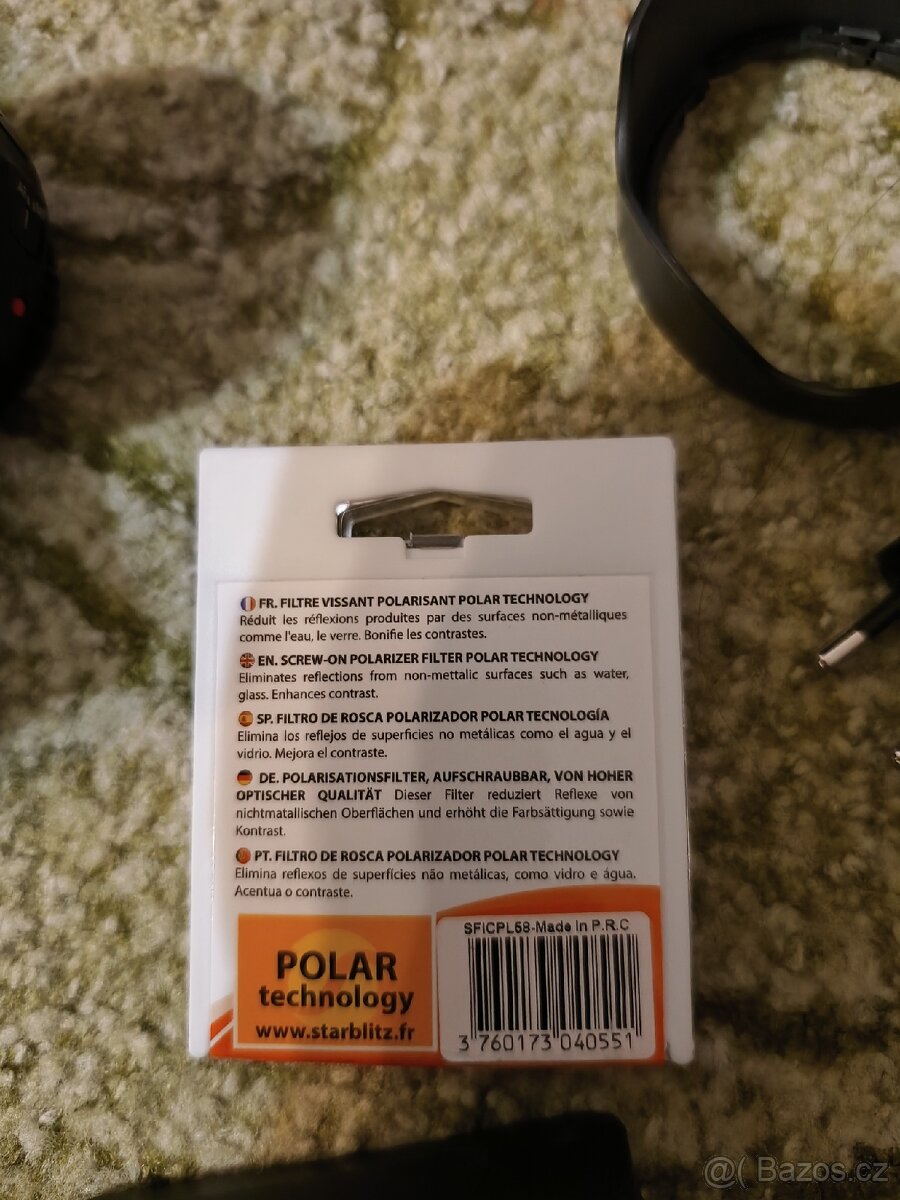 FR. FILTRE VISSANT POLARISANT POLAR TECHNOLOGY
Réduit les réflexions produites par des surfaces non-métalliques
comme l'eau, le verre. Bonifie les contrastes.
EN. SCREW-ON POLARIZER FILTER POLAR TECHNOLOGY
Eliminates reflections from non-mettalic surfaces such as water,
glass. Enhances contrast.
SP. FILTRO DE ROSCA POLARIZADOR POLAR TECNOLOGÍA
Elimina los reflejos de superficies no metálicas como el agua y el
vidrio. Mejora el contraste.
DE. POLARISATIONSFILTER, AUFSCHRAUBBAR, VON HOHER
OPTISCHER QUALITÄT Dieser Filter reduziert Reflexe von
nichtmatallischen Oberflächen und erhöht die Farbsättigung sowie
Kontrast.
PT. FILTRO DE ROSCA POLARIZADOR POLAR TECHNOLOGY
Elimina reflexos de superfícies não metálicas, como vidro e água.
Acentua o contraste.
POLAR
technology
www.starblitz.fr
SFICPL58-Made In P.R.C
3 760173 040551
@( Bazos.cz